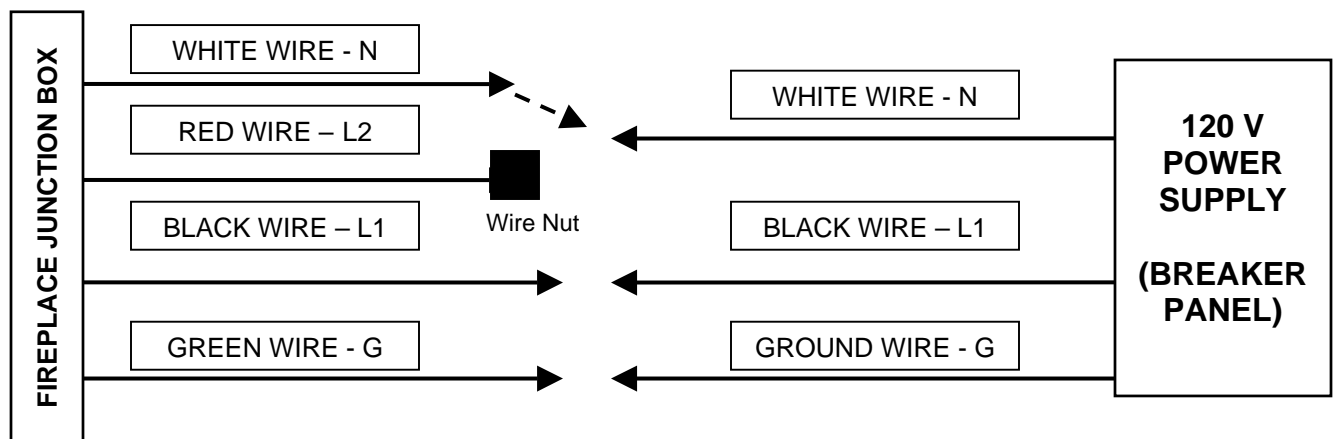 FIREPLACE JUNCTION BOX
WHITE WIRE - N
RED WIRE – L2
Wire Nut
BLACK WIRE – L1
GREEN WIRE - G
WHITE WIRE - N
BLACK WIRE – L1
GROUND WIRE - G
120 V
POWER
SUPPLY
(BREAKER
PANEL)